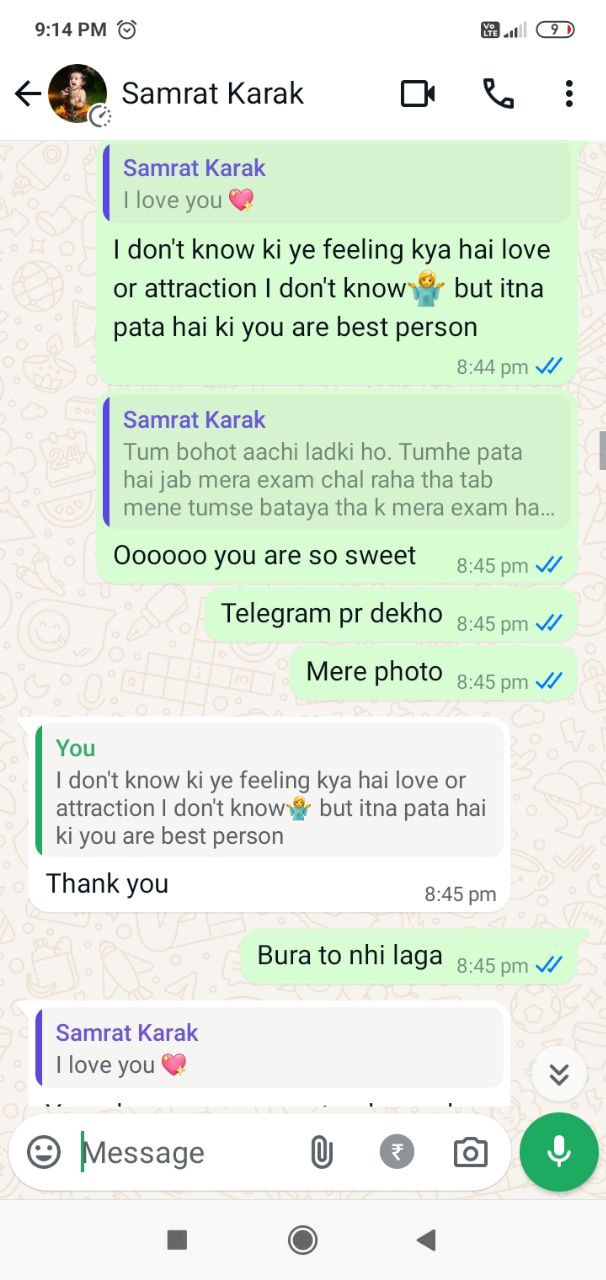 9:14 PM
Vo LTE
9
Samrat Karak
Samrat Karak
I love you 💘
I don't know ki ye feeling kya hai love
or attraction I don't know🤷‍♀️ but itna
pata hai ki you are best person
8:44 pm
Samrat Karak
Tum bohot aachi ladki ho. Tumhe pata
hai jab mera exam chal raha tha tab
mene tumse bataya tha k mera exam ha...
Oooooo you are so sweet 8:45 pm
Telegram pr dekho 8:45 pm
Mere photo 8:45 pm
You
I don't know ki ye feeling kya hai love or
attraction I don't know🤷‍♀️ but itna pata hai
ki you are best person
Thank you
8:45 pm
Bura to nhi laga 8:45 pm
Samrat Karak
I love you 💘
Message
₹